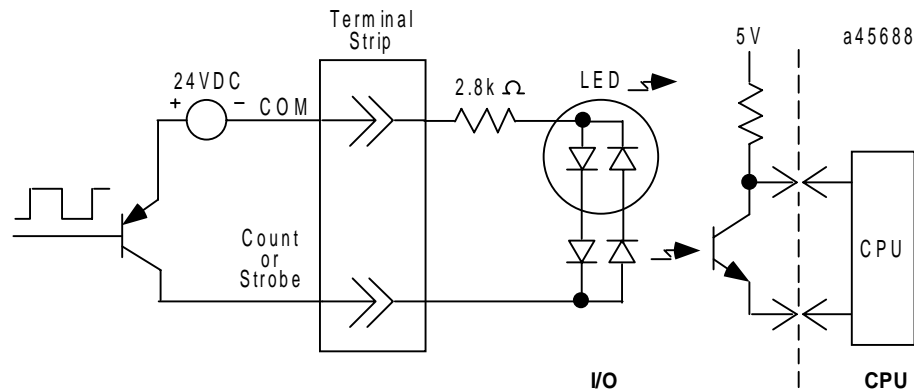 Terminal
Strip
5V
a45688
24VDC
+
−
COM
2.8k Ω
LED
Count
or
Strobe
CPU
I/O
CPU